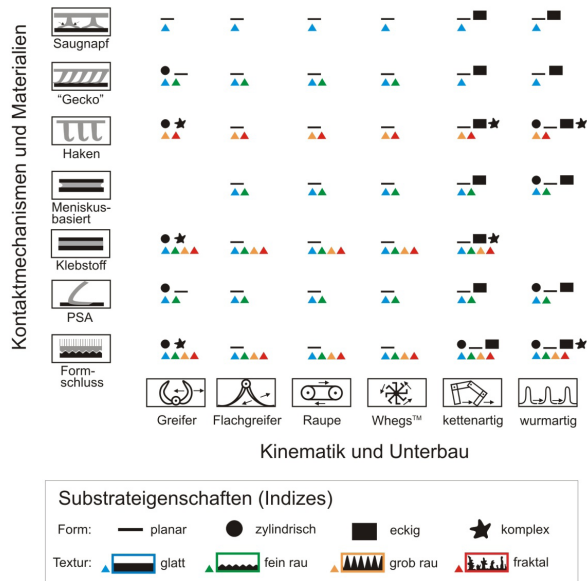 Kontaktmechanismen und Materialien
Saugnapf
"Gecko"
Haken
Meniskus-
basiert
Klebstoff
PSA
Form-
schluss
Greifer Flachgreifer Raupe Whegs™ kettenartig wurmartig
Kinematik und Unterbau
Substrateigenschaften (Indizes)
Form: planar zylindrisch eckig komplex
Textur: glatt fein rau grob rau fraktal